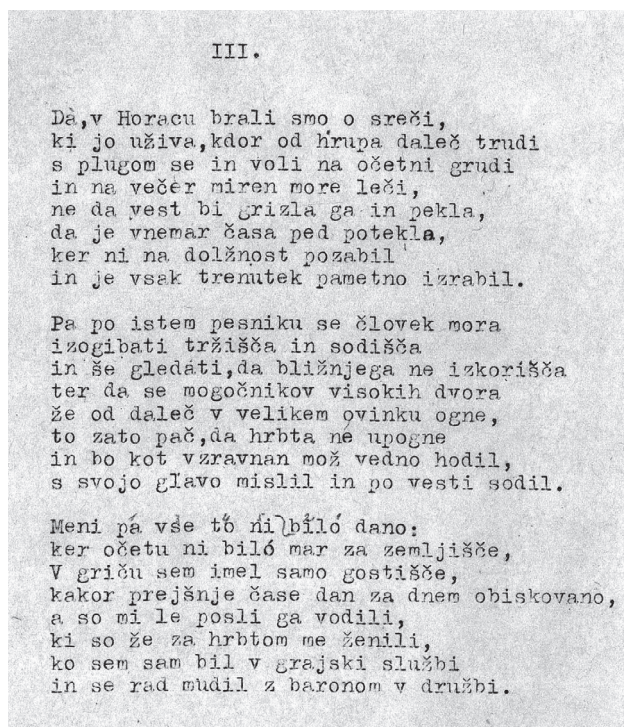 III.
Dà,v Horacu brali smo o sreči,
ki jo uživa,kdor od hrupa daleč trudi
s plugom se in voli na očetni grudi
in na večer miren more leči,
ne da vest bi grizla ga in pekla,
da je vnemar časa ped potekla,
ker ni na dolžnost pozabil
in je vsak trenutek pametno izrabil.
Pa po istem pesniku se človek mora
izogibati tržišča in sodišča
in še gledati,da bližnjega ne izkorišča
ter da se mogočnikov visokih dvora
že od daleč v velikem ovinku ogne,
to zato pač,da hrbta ne upogne
in bo kot vzravnan mož vedno hodil,
s svojo glavo mislil in po vesti sodil.
Meni pa vse tó ni biló dano:
ker očetu ni biló mar za zemljišče,
V griču sem imel samo gostišče,
kakor prejšnje čase dan za dnem obiskovano,
a so mi le posli ga vodili,
ki so že za hrbtom me ženili,
ko sem sam bil v grajski službi
in se rad mudil z baronom v družbi.